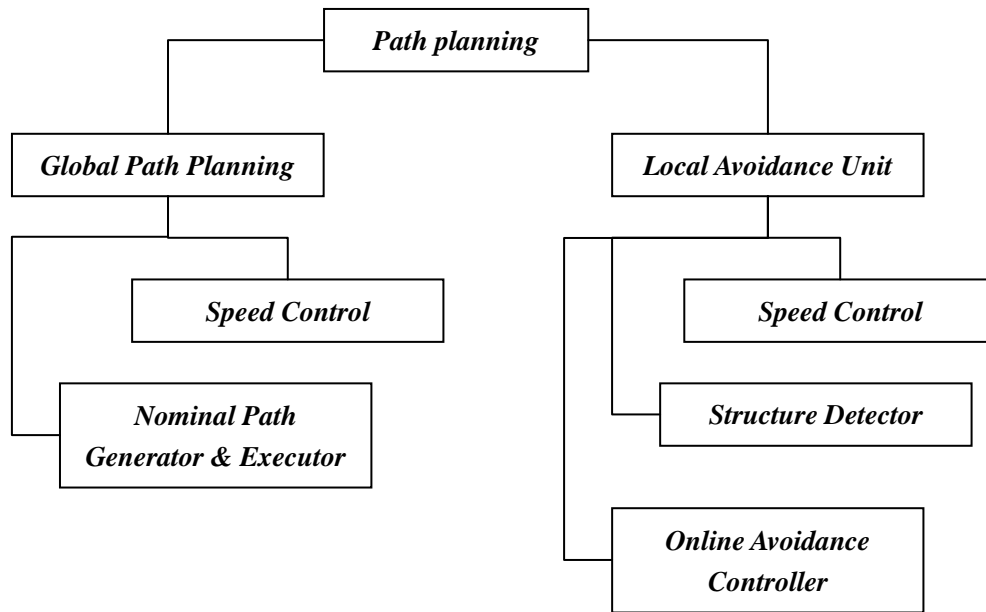 Path planning
Global Path Planning
Local Avoidance Unit
Speed Control
Speed Control
Nominal Path
Generator & Executor
Structure Detector
Online Avoidance
Controller